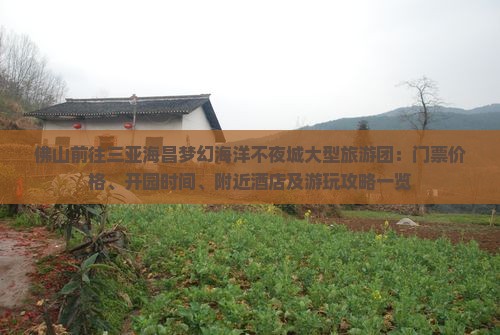 佛山前往三亚海昌梦幻海洋不夜城大型旅游团：门票价
格、开园时间、附近酒店及游玩攻略一览